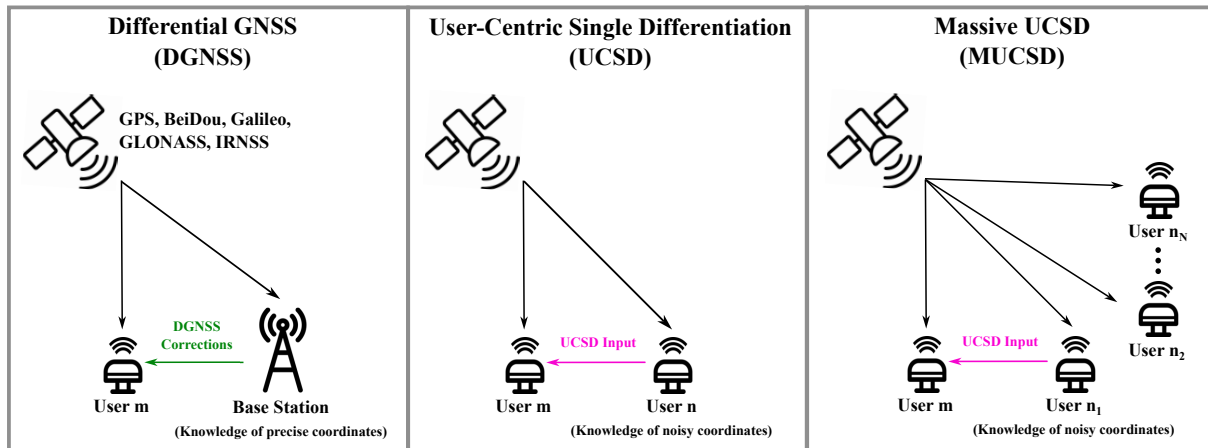 Differential GNSS
(DGNSS)
GPS, BeiDou, Galileo,
GLONASS, IRNSS
DGNSS
Corrections
User m
Base Station
(Knowledge of precise coordinates)
User-Centric Single Differentiation
(UCSD)
UCSD Input
User m
User n
(Knowledge of noisy coordinates)
Massive UCSD
(MUCSD)
User nN
User n2
UCSD Input
User m
User n1
(Knowledge of noisy coordinates)